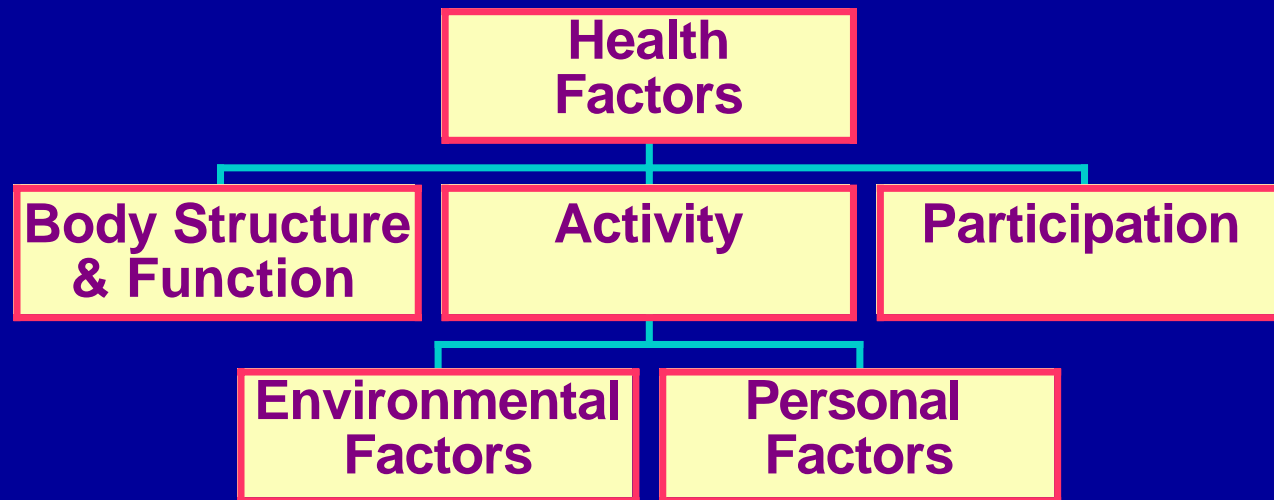 Health
Factors
Body Structure
& Function
Activity
Participation
Environmental
Factors
Personal
Factors